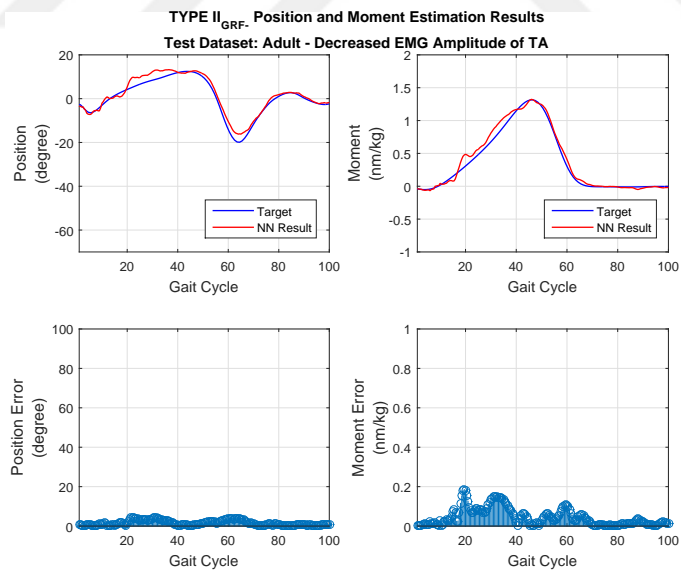 TYPE II_GRF-_ Position and Moment Estimation Results
Test Dataset: Adult - Decreased EMG Amplitude of TA
20
0
-20
-40
-60
Position
(degree)
Target
NN Result
20
40
60
80
100
Gait Cycle
2
1.5
1
0.5
0
-0.5
-1
Moment
(nm/kg)
Target
NN Result
20
40
60
80
100
Gait Cycle
100
80
60
40
20
0
Position Error
(degree)
20
40
60
80
100
Gait Cycle
1
0.8
0.6
0.4
0.2
0
Moment Error
(nm/kg)
20
40
60
80
100
Gait Cycle